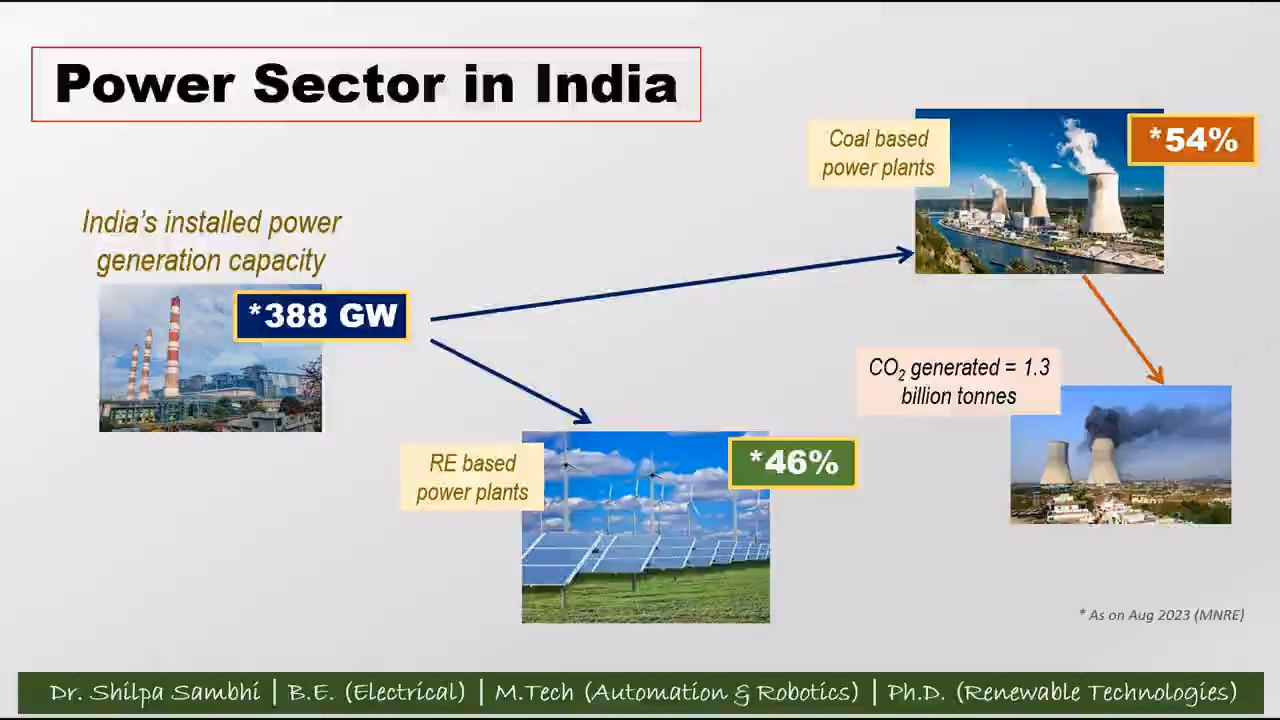 Power Sector in India
India's installed power
generation capacity
*388 GW
Coal based
power plants
*54%
CO₂ generated = 1.3
billion tonnes
RE based
power plants
*46%
* As on Aug 2023 (MNRE)
Dr. Shilpa Sambhi | B.E. (Electrical) | M.Tech (Automation & Robotics) | Ph.D. (Renewable Technologies)